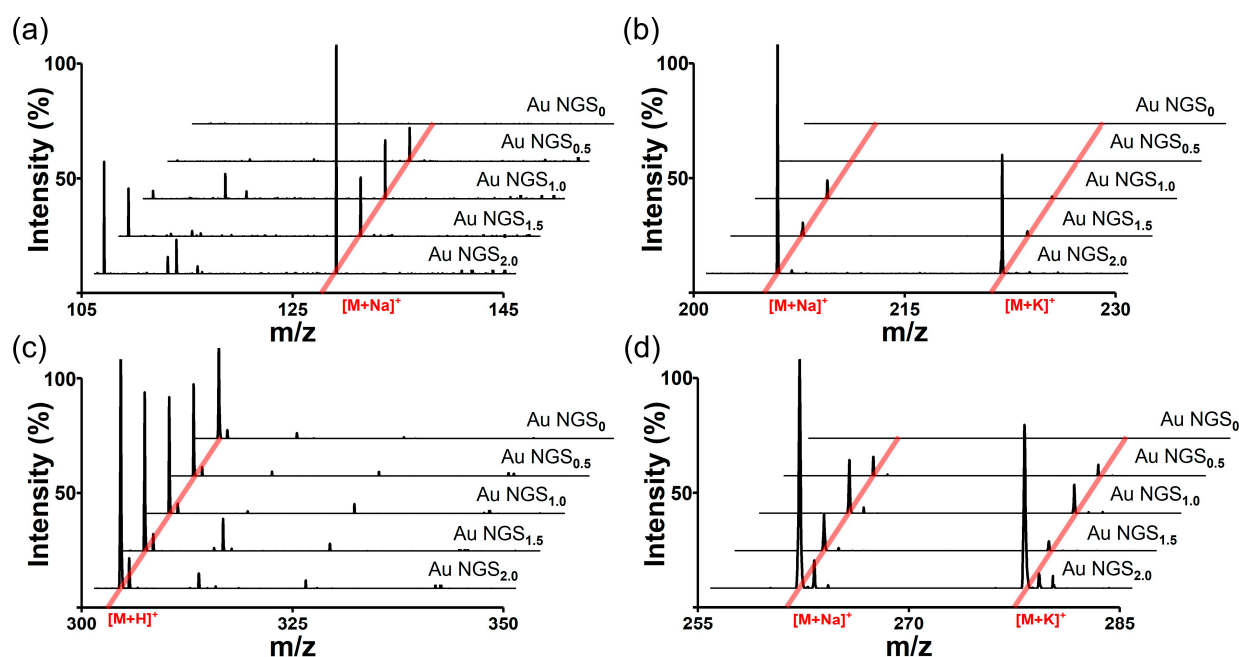 (a)
Intensity (%)
100
50
Au NGS0
Au NGS0.5
Au NGS1.0
Au NGS1.5
Au NGS2.0
105
125
145
[M+Na]+
m/z
(b)
Intensity (%)
100
50
Au NGS0
Au NGS0.5
Au NGS1.0
Au NGS1.5
Au NGS2.0
200
215
230
[M+Na]+
[M+K]+
m/z
(c)
Intensity (%)
100
50
Au NGS0
Au NGS0.5
Au NGS1.0
Au NGS1.5
Au NGS2.0
300
325
350
[M+H]+
m/z
(d)
Intensity (%)
100
50
Au NGS0
Au NGS0.5
Au NGS1.0
Au NGS1.5
Au NGS2.0
255
270
285
[M+Na]+
[M+K]+
m/z